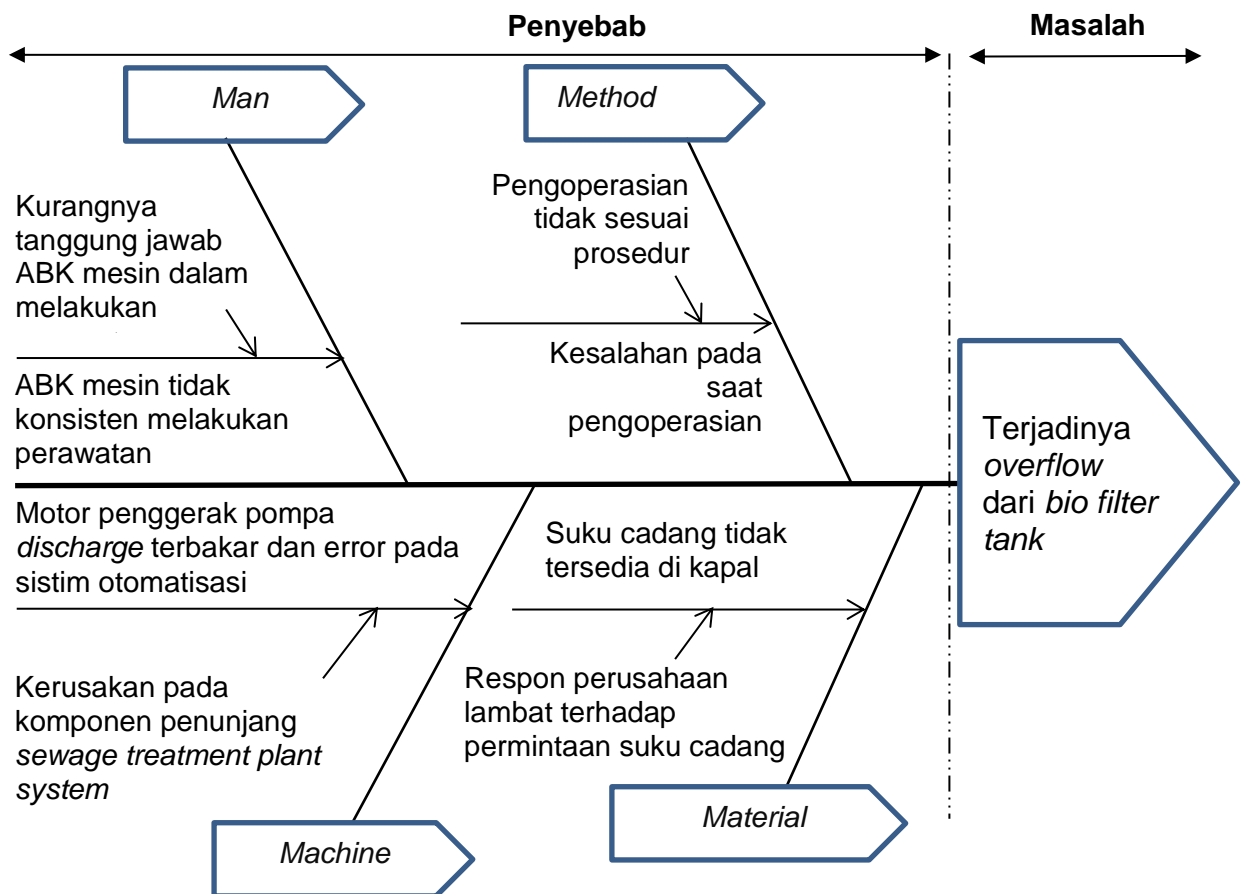 Penyebab
Masalah
Man
Method
Kurangnya
tanggung jawab
ABK mesin dalam
melakukan
Pengoperasian
tidak sesuai
prosedur
ABK mesin tidak
konsisten melakukan
perawatan
Kesalahan pada
saat
pengoperasian
Terjadinya
overflow
dari bio filter
tank
Motor penggerak pompa
discharge terbakar dan error pada
sistim otomatisasi
Suku cadang tidak
tersedia di kapal
Kerusakan pada
komponen penunjang
sewage treatment plant
system
Respon perusahaan
lambat terhadap
permintaan suku cadang
Machine
Material